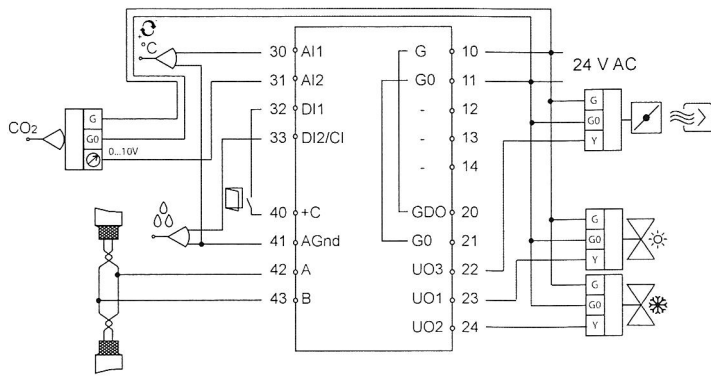 30 AI1 G 10
°C 24 V AC
31 AI2 G0 11
G
32 DI1 - 12
G
CO2 G0
33 DI2/CI - 13
G0
0...10V
Y
- 14
40 +C GDO 20
G
41 AGnd G0 21
G0
42 A UO3 22
Y
G
43 B UO1 23
G0
UO2 24
Y